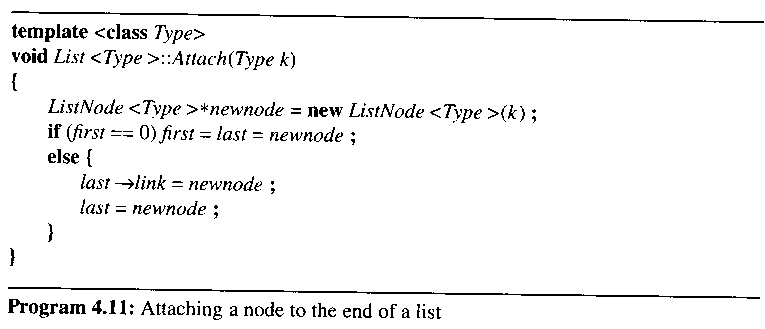 template <class Type>
void List <Type >::Attach(Type k)
{
ListNode <Type >*newnode = new ListNode <Type >(k) ;
if (first == 0) first = last = newnode ;
else {
last →link = newnode ;
last = newnode ;
}
}
Program 4.11: Attaching a node to the end of a list